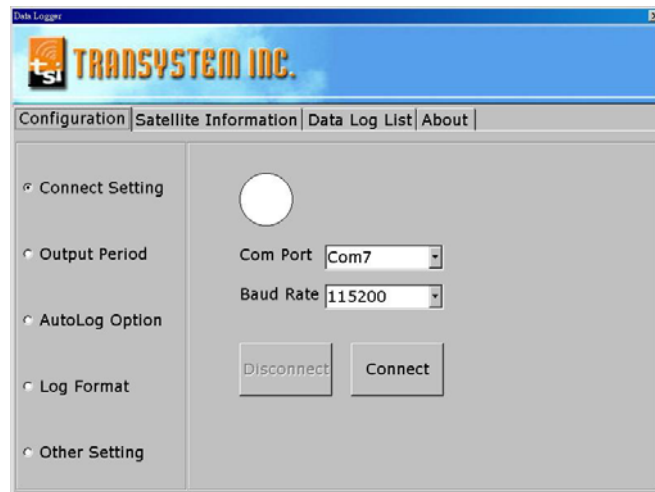 Data Logger
tsi TRANSYSTEM INC.
Configuration Satellite Information Data Log List About
Connect Setting
Output Period
AutoLog Option
Log Format
Other Setting
Com Port Com7
Baud Rate 115200
Disconnect Connect